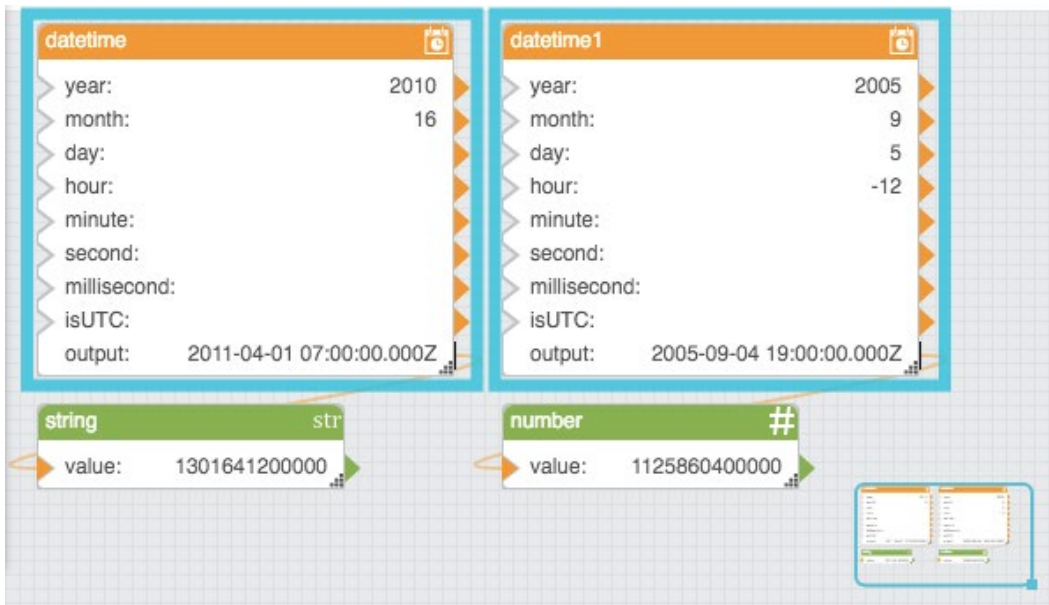 datetime
year: 2010
month: 16
day:
hour:
minute:
second:
millisecond:
isUTC:
output: 2011-04-01 07:00:00.000Z
datetime1
year: 2005
month: 9
day: 5
hour: -12
minute:
second:
millisecond:
isUTC:
output: 2005-09-04 19:00:00.000Z
string str
value: 1301641200000
number #
value: 1125860400000